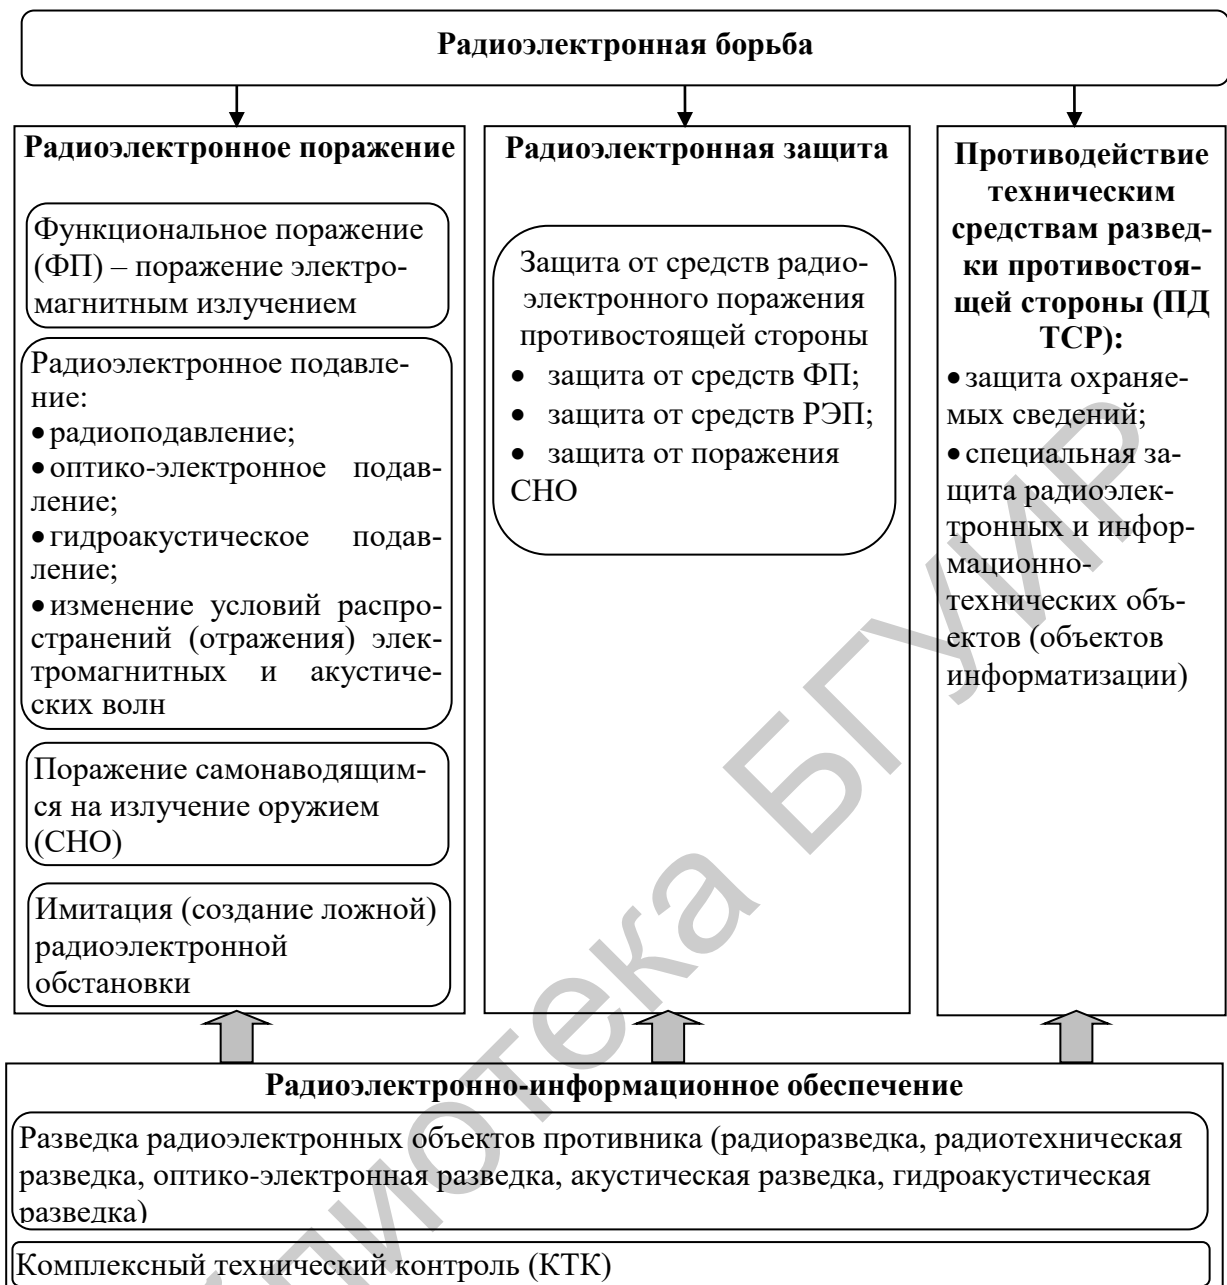 Радиоэлектронная борьба
Радиоэлектронное поражение
Функциональное поражение
(ФП) – поражение электро-
магнитным излучением
Радиоэлектронное подавле-
ние:
• радиоподавление;
• оптико-электронное подав-
ление;
• гидроакустическое подав-
ление;
• изменение условий распро-
странений (отражения) элек-
тромагнитных и акустиче-
ских волн
Поражение самонаводящим-
ся на излучение оружием
(СНО)
Имитация (создание ложной)
радиоэлектронной
обстановки
Радиоэлектронная защита
Защита от средств радио-
электронного поражения
противостоящей стороны
• защита от средств ФП;
• защита от средств РЭП;
• защита от поражения
СНО
Противодействие
техническим
средствам развед-
ки противостоя-
щей стороны (ПД
ТСР):
• защита охраняе-
мых сведений;
• специальная за-
щита радиоэлек-
тронных и инфор-
мационно-
технических объ-
ектов (объектов
информатизации)
Радиоэлектронно-информационное обеспечение
Разведка радиоэлектронных объектов противника (радиоразведка, радиотехническая
разведка, оптико-электронная разведка, акустическая разведка, гидроакустическая
разведка)
Комплексный технический контроль (КТК)
лиотека БГУИР